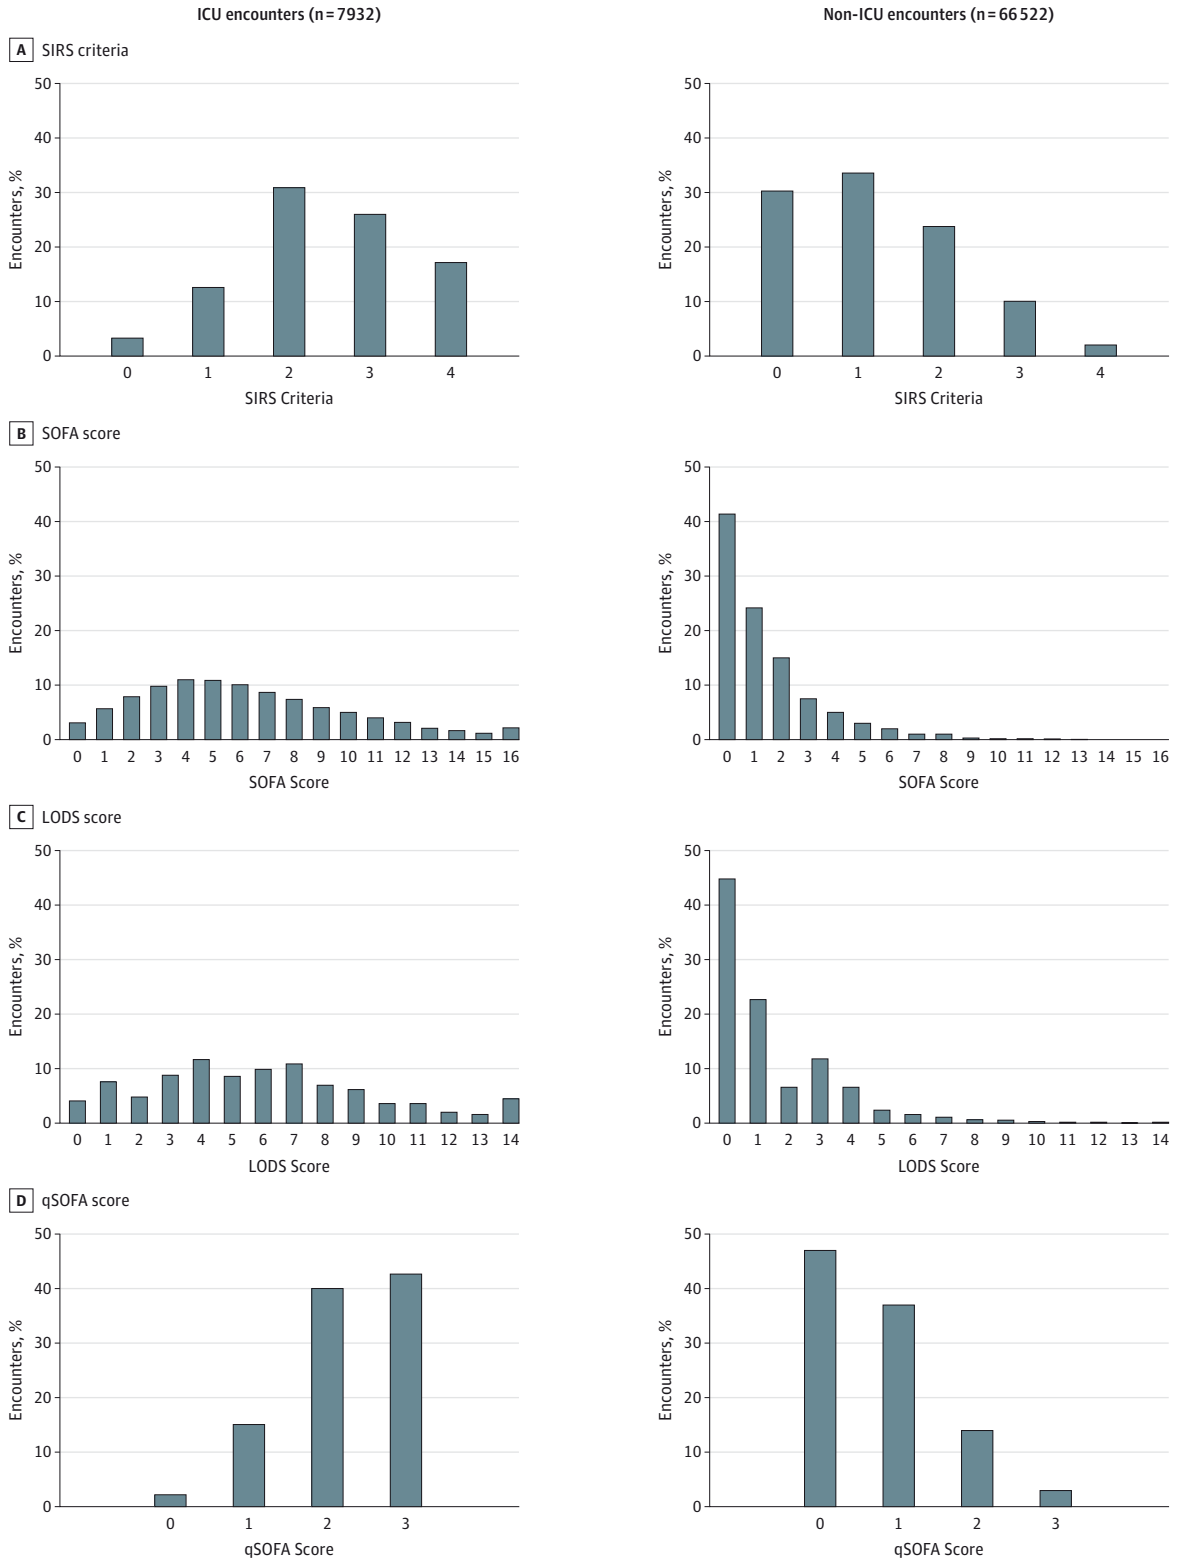 ICU encounters (n=7932)
Non-ICU encounters (n=66 522)
A SIRS criteria
50
40
30
20
10
0
Encounters, %
0 1 2 3 4
SIRS Criteria
50
40
30
20
10
0
Encounters, %
0 1 2 3 4
SIRS Criteria
B SOFA score
50
40
30
20
10
0
Encounters, %
0 1 2 3 4 5 6 7 8 9 10 11 12 13 14 15 16
SOFA Score
50
40
30
20
10
0
Encounters, %
0 1 2 3 4 5 6 7 8 9 10 11 12 13 14 15 16
SOFA Score
C LODS score
50
40
30
20
10
0
Encounters, %
0 1 2 3 4 5 6 7 8 9 10 11 12 13 14
LODS Score
50
40
30
20
10
0
Encounters, %
0 1 2 3 4 5 6 7 8 9 10 11 12 13 14
LODS Score
D qSOFA score
50
40
30
20
10
0
Encounters, %
0 1 2 3
qSOFA Score
50
40
30
20
10
0
Encounters, %
0 1 2 3
qSOFA Score